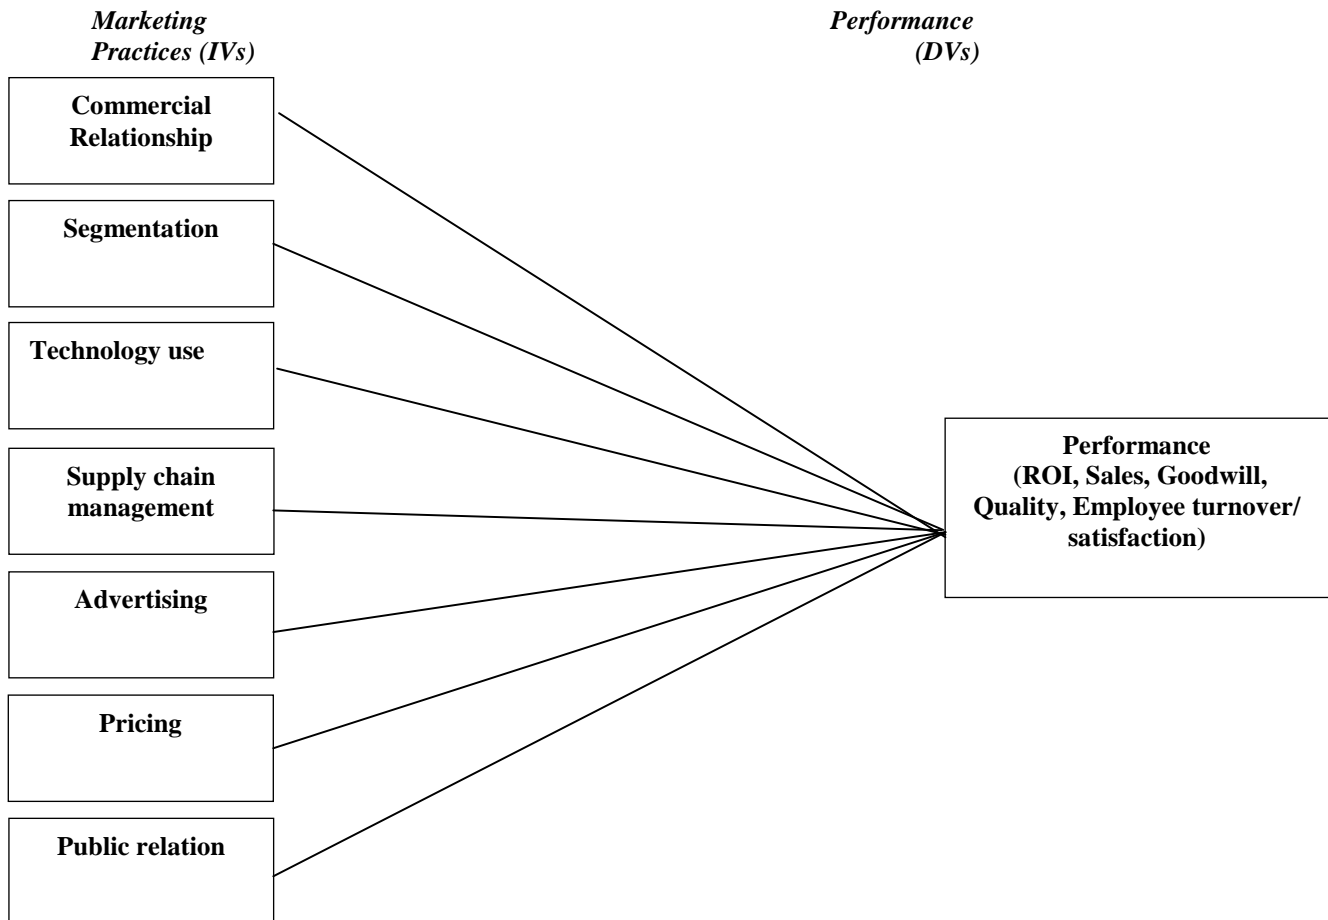 Marketing
Practices (IVs)
Performance
(DVs)
Commercial
Relationship
Segmentation
Technology use
Supply chain
management
Advertising
Pricing
Public relation
Performance
(ROI, Sales, Goodwill,
Quality, Employee turnover/
satisfaction)